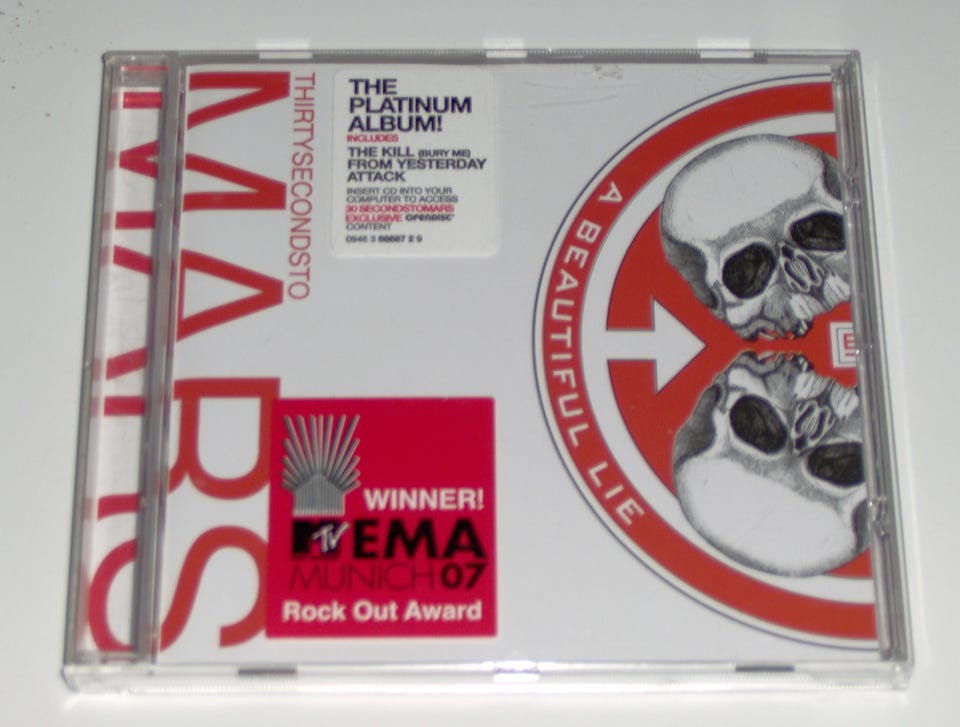 THIRTYSECONDSTO
MARS
THE
PLATINUM
ALBUM!
INCLUDES
THE KILL (BURY ME)
FROM YESTERDAY
ATTACK
INSERT CD INTO YOUR
COMPUTER TO ACCESS
30 SECONDSTOMARS
EXCLUSIVE OPENDISC
CONTENT
0946 3 88687 2 9
A BEAUTIFUL LIE
WINNER!
MTV EMA
MUNICH 07
Rock Out Award